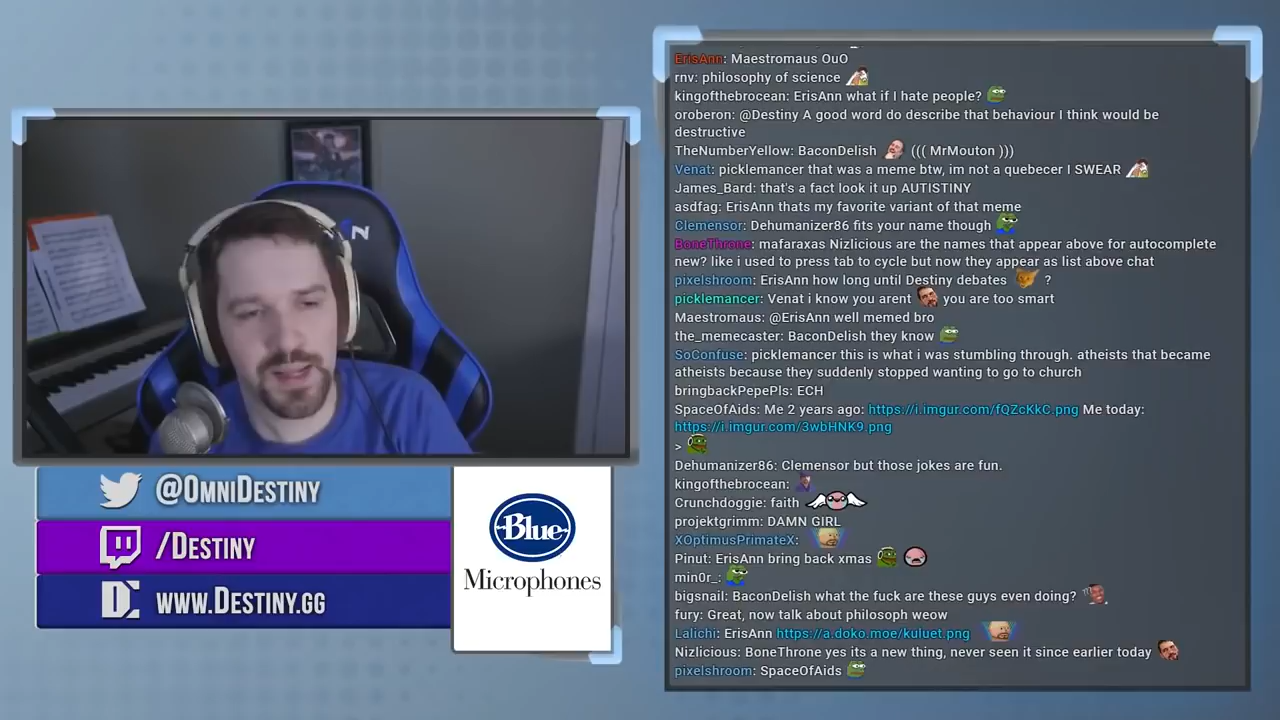 ErisAnn: Maestromaus OuO
rnv: philosophy of science
kingofthebrocean: ErisAnn what if I hate people?
oroberon: @Destiny A good word do describe that behaviour I think would be
destructive
TheNumberYellow: BaconDelish ((( MrMouton )))
Venat: picklemancer that was a meme btw, im not a quebecer I SWEAR
James_Bard: that's a fact look it up AUTISTINY
asdfag: ErisAnn thats my favorite variant of that meme
Clemensor: Dehumanizer86 fits your name though
BoneThrone: mafaraxas Nizlicious are the names that appear above for autocomplete
new? like i used to press tab to cycle but now they appear as list above chat
pixelshroom: ErisAnn how long until Destiny debates ?
picklemancer: Venat i know you arent you are too smart
Maestromaus: @ErisAnn well memed bro
the_memecaster: BaconDelish they know
SoConfuse: picklemancer this is what i was stumbling through. atheists that became
atheists because they suddenly stopped wanting to go to church
bringbackPepePls: ECH
SpaceOfAids: Me 2 years ago: https://i.imgur.com/fQZcKkC.png Me today:
https://i.imgur.com/3wbHNK9.png
>
Dehumanizer86: Clemensor but those jokes are fun.
kingofthebrocean:
Crunchdoggie: faith
projektgrimm: DAMN GIRL
XOptimusPrimateX:
Pinut: ErisAnn bring back xmas
min0r_:
bigsnail: BaconDelish what the fuck are these guys even doing?
fury: Great, now talk about philosoph weow
Lalichi: ErisAnn https://a.doko.moe/kuluet.png
Nizlicious: BoneThrone yes its a new thing, never seen it since earlier today
pixelshroom: SpaceOfAids
@OmniDestiny
/Destiny
www.Destiny.gg
Blue
Microphones